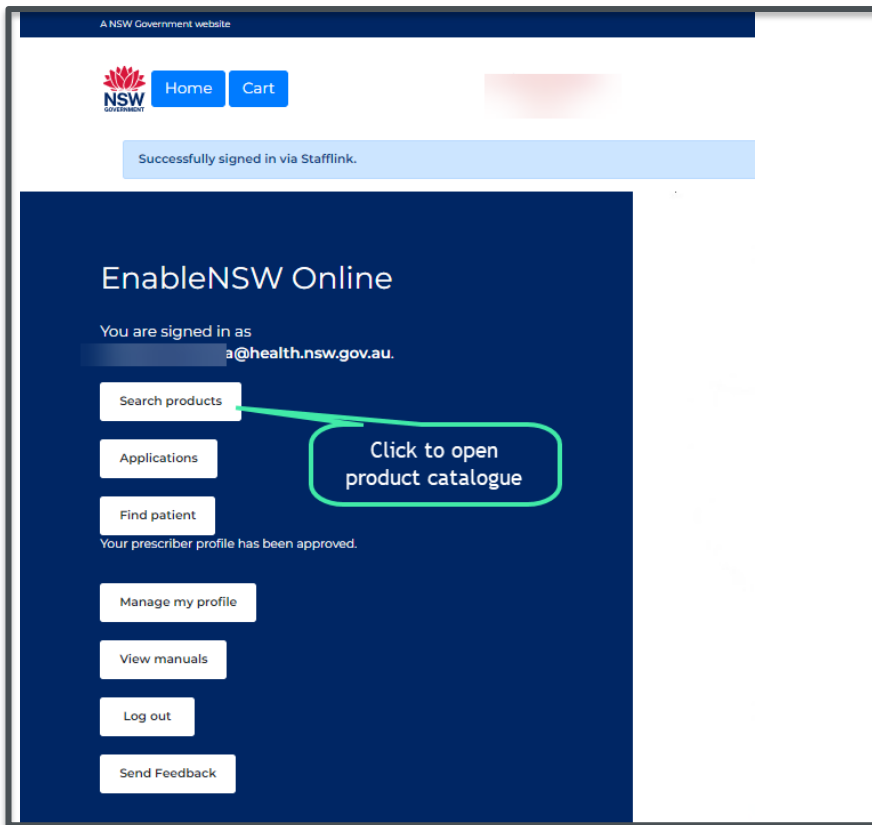 A NSW Government website
NSW
GOVERNMENT
Home
Cart
Successfully signed in via Stafflink.
EnableNSW Online
You are signed in as
a@health.nsw.gov.au.
Search products
Click to open
product catalogue
Applications
Find patient
Your prescriber profile has been approved.
Manage my profile
View manuals
Log out
Send Feedback